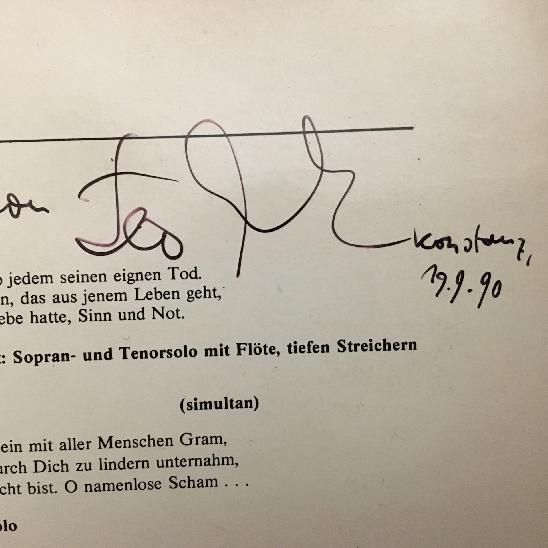 von Leo
Konstanz,
19.9.90
o jedem seinen eignen Tod.
n, das aus jenem Leben geht,
ebe hatte, Sinn und Not.
: Sopran- und Tenorsolo mit Flöte, tiefen Streichern
(simultan)
ein mit aller Menschen Gram,
urch Dich zu lindern unternahm,
cht bist. O namenlose Scham . . .
olo